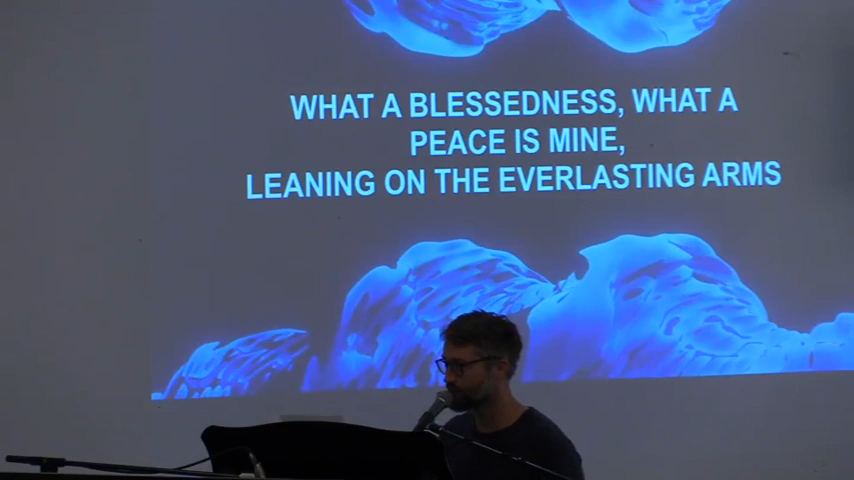 WHAT A BLESSEDNESS, WHAT A
PEACE IS MINE,
LEANING ON THE EVERLASTING ARMS